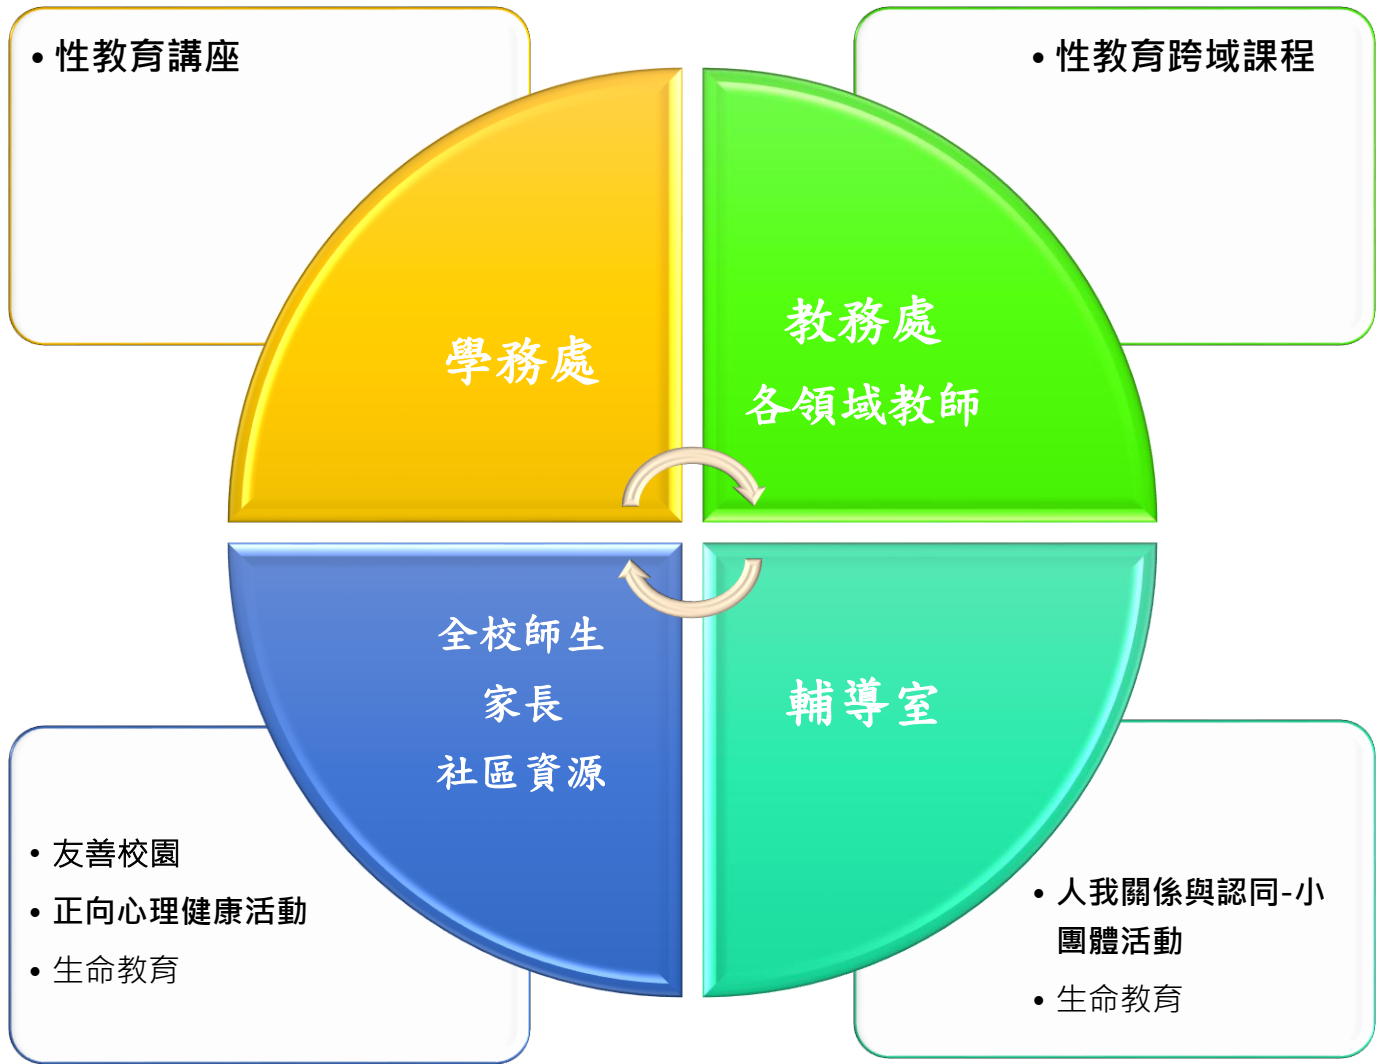 • 性教育講座
• 性教育跨域課程
學務處
教務處
各領域教師
全校師生
家長
社區資源
輔導室
• 友善校園
• 正向心理健康活動
• 生命教育
• 人我關係與認同-小
團體活動
• 生命教育